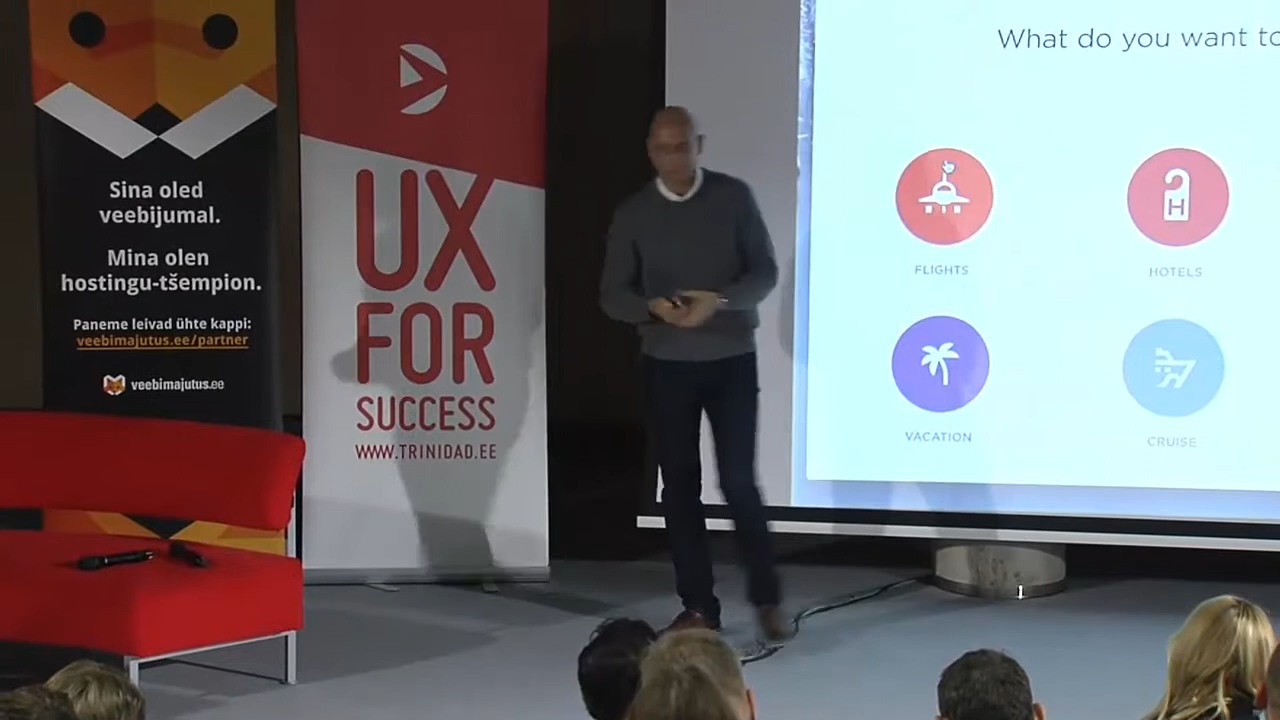 Sina oled
veebijumal.
Mina olen
hostingu-tšempion.
Paneme leivad ühte kappi:
veebimajutus.ee/partner
veebimajutus.ee
UX
FOR
SUCCESS
WWW.TRINIDAD.EE
What do you want to
FLIGHTS
H
HOTELS
VACATION
CRUISE